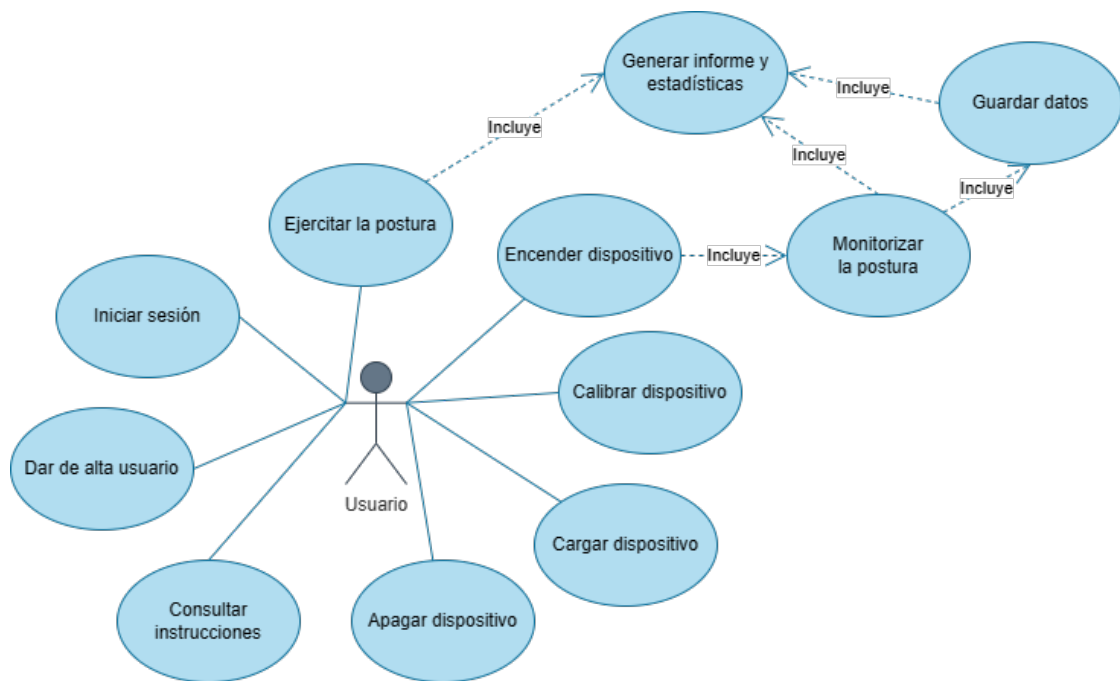 Generar informe y
estadísticas
Incluye
Guardar datos
Incluye
Incluye
Incluye
Ejercitar la postura
Encender dispositivo
Incluye
Monitorizar
la postura
Iniciar sesión
Calibrar dispositivo
Dar de alta usuario
Usuario
Cargar dispositivo
Consultar
instrucciones
Apagar dispositivo